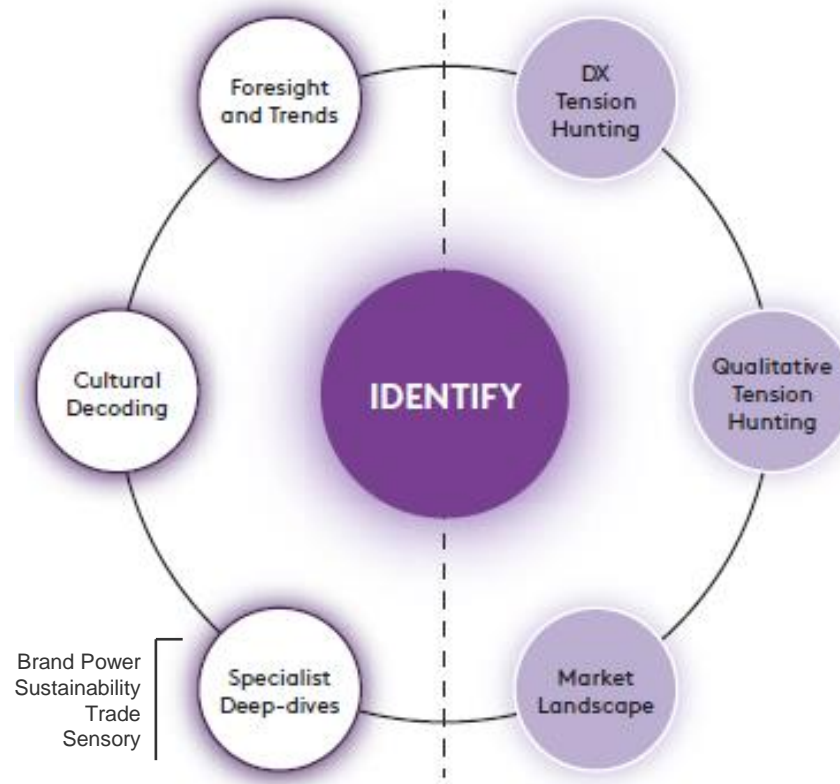 Foresight
and Trends
DX
Tension
Hunting
Cultural
Decoding
IDENTIFY
Qualitative
Tension
Hunting
Brand Power
Sustainability
Trade
Sensory
Specialist
Deep-dives
Market
Landscape